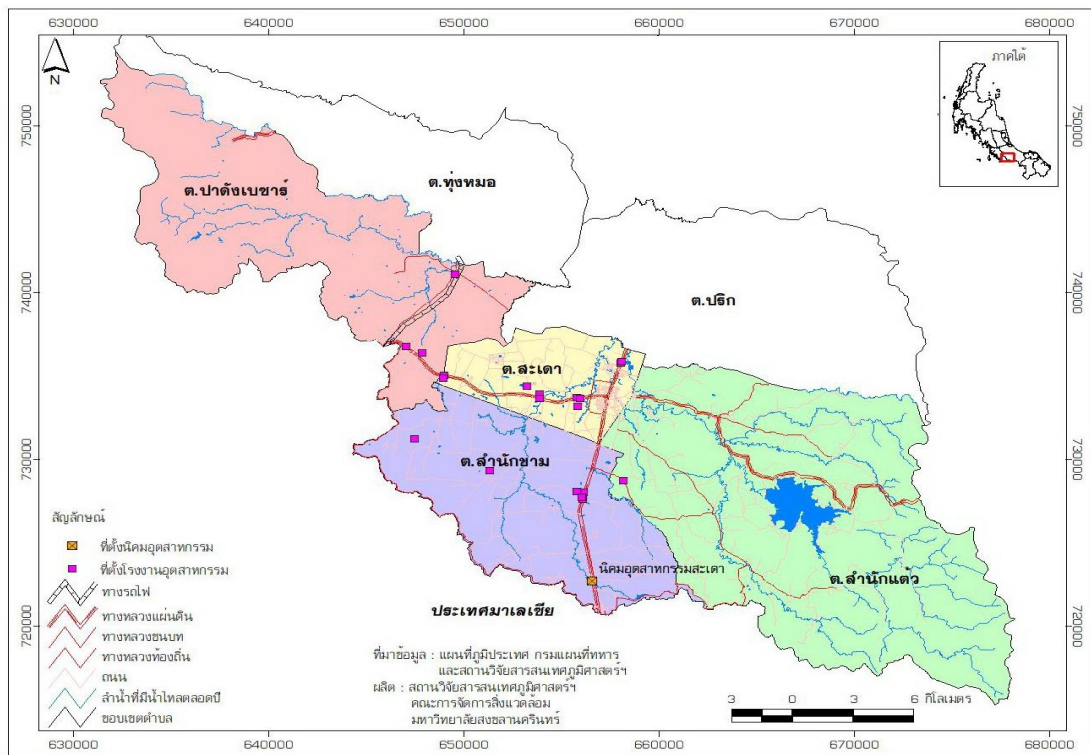 630000 640000 650000 660000 670000 680000
ภาคใต้
N
750000 750000
ต.ปาดังเบซาร์
ต.ทุ่งหมอ
740000 740000
ต.ปริก
ต.สะเดา
730000 730000
ต.สำนักขาม
สัญลักษณ์
ที่ตั้งนิคมอุตสาหกรรม
ที่ตั้งโรงงานอุตสาหกรรม
ทางรถไฟ
ทางหลวงแผ่นดิน
ทางหลวงชนบท
ทางหลวงท้องถิ่น
ถนน
ลำน้ำที่มีน้ำไหลตลอดปี
ขอบเขตตำบล
นิคมอุตสาหกรรมสะเดา
ต.สำนักแต้ว
ประเทศมาเลเซีย
720000 720000
ที่มาข้อมูล : แผนที่ภูมิประเทศ กรมแผนที่ทหาร
และสถานวิจัยสารสนเทศภูมิศาสตร์ฯ
ผลิต : สถานวิจัยสารสนเทศภูมิศาสตร์ฯ
คณะการจัดการสิ่งแวดล้อม
มหาวิทยาลัยสงขลานครินทร์
3 0 3 6 กิโลเมตร
630000 640000 650000 660000 670000 680000